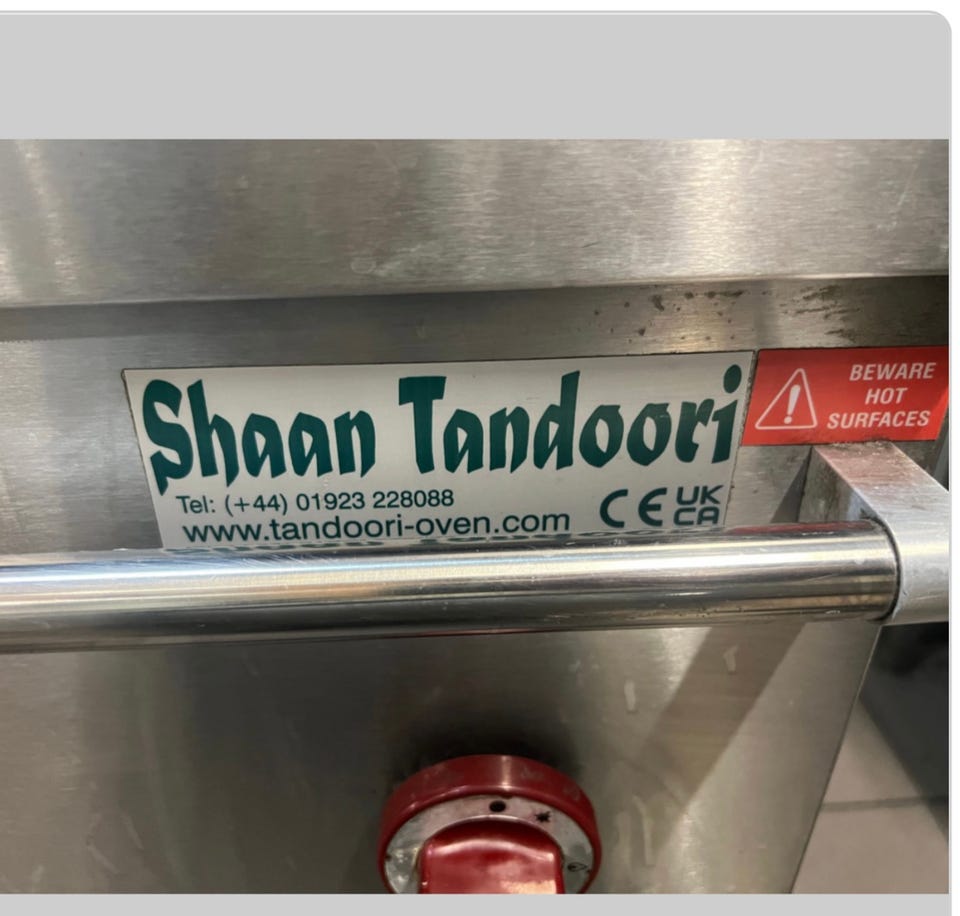 Shaan Tandoori
Tel: (+44) 01923 228088
www.tandoori-oven.com
CE UK
CA
BEWARE
HOT
SURFACES